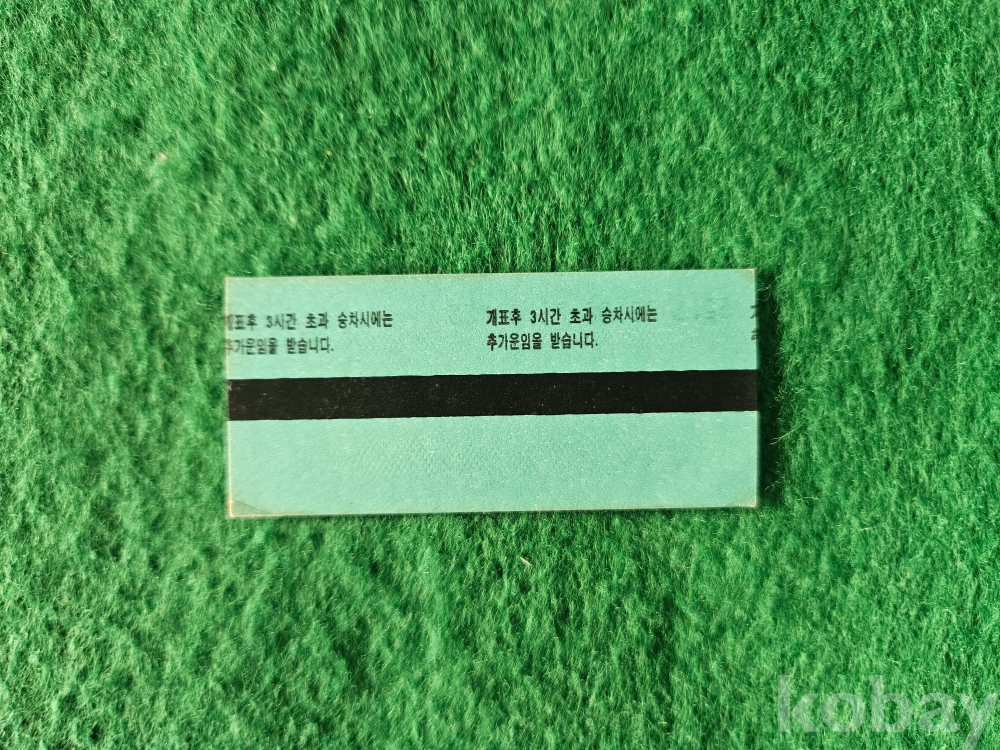 개표후 3시간 초과 승차시에는
추가운임을 받습니다.
개표후 3시간 초과 승차시에는
추가운임을 받습니다.
kobay